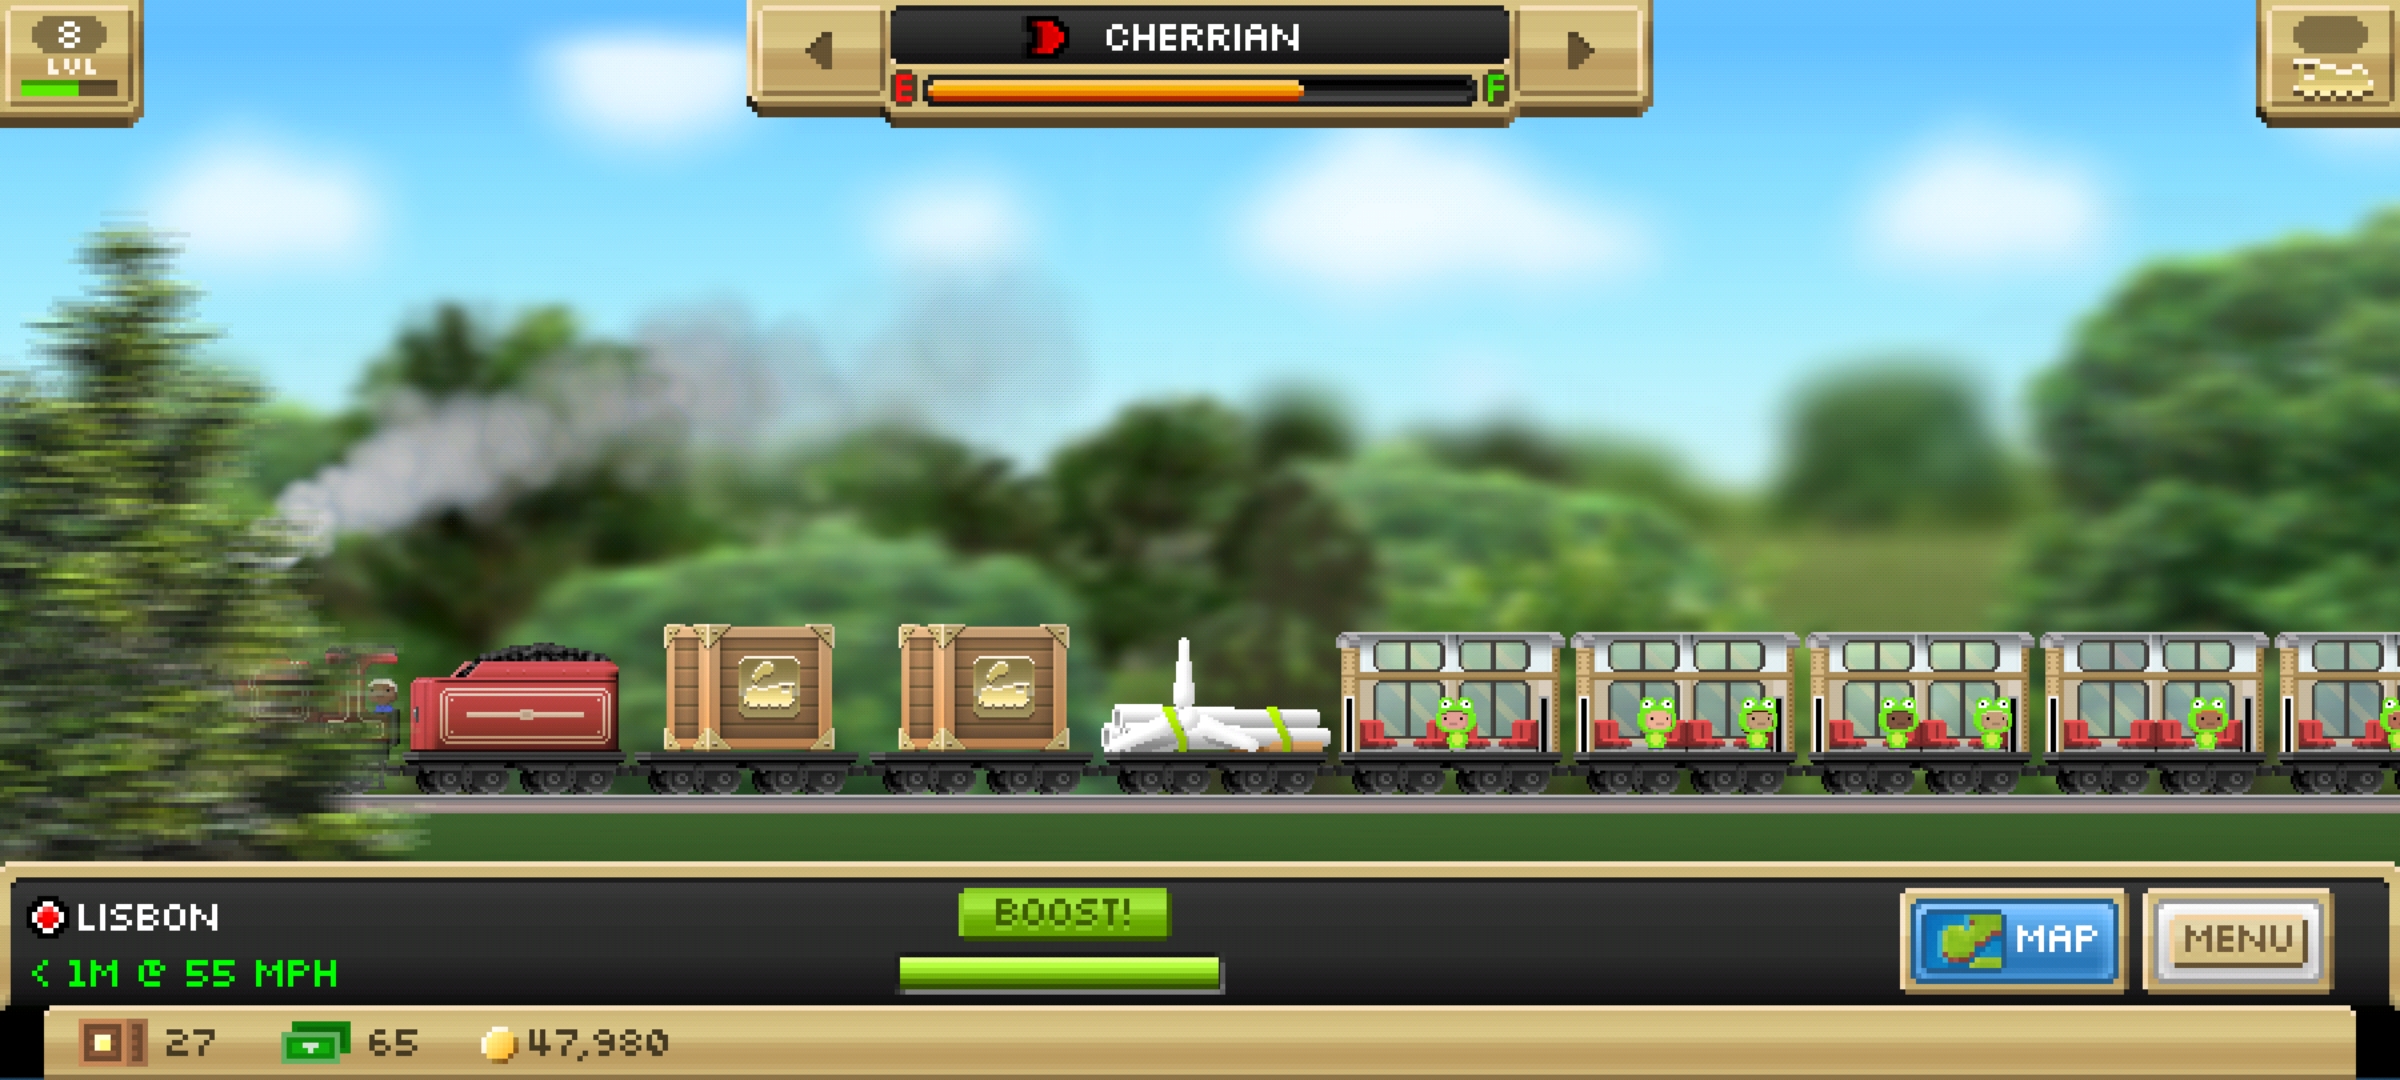 8
LVL
CHERRIAN
E F
LISBON
< 1M @ 55 MPH
BOOST!
MAP
MENU
27 65 47,980